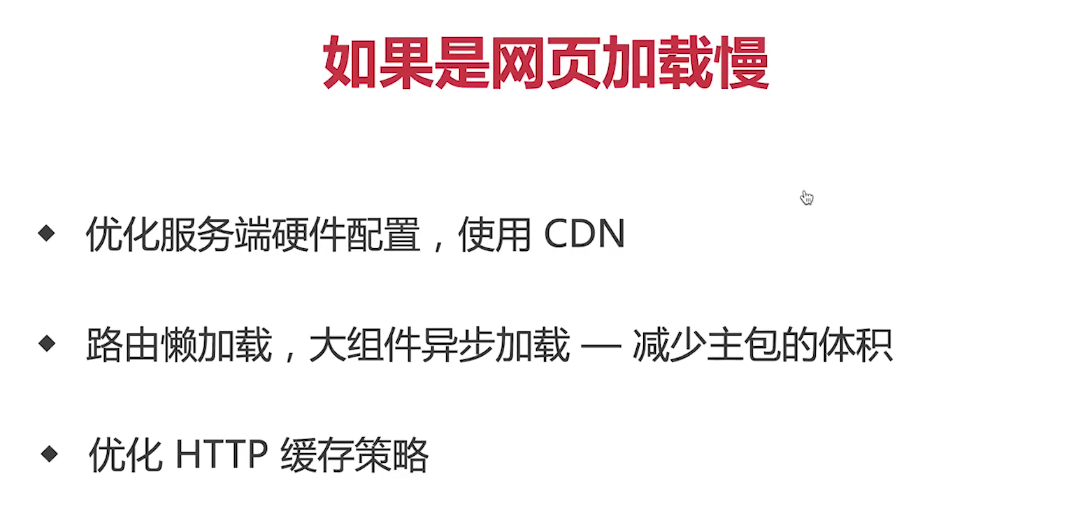 如果是网页加载慢
◆ 优化服务端硬件配置，使用 CDN
◆ 路由懒加载，大组件异步加载 — 减少主包的体积
◆ 优化 HTTP 缓存策略